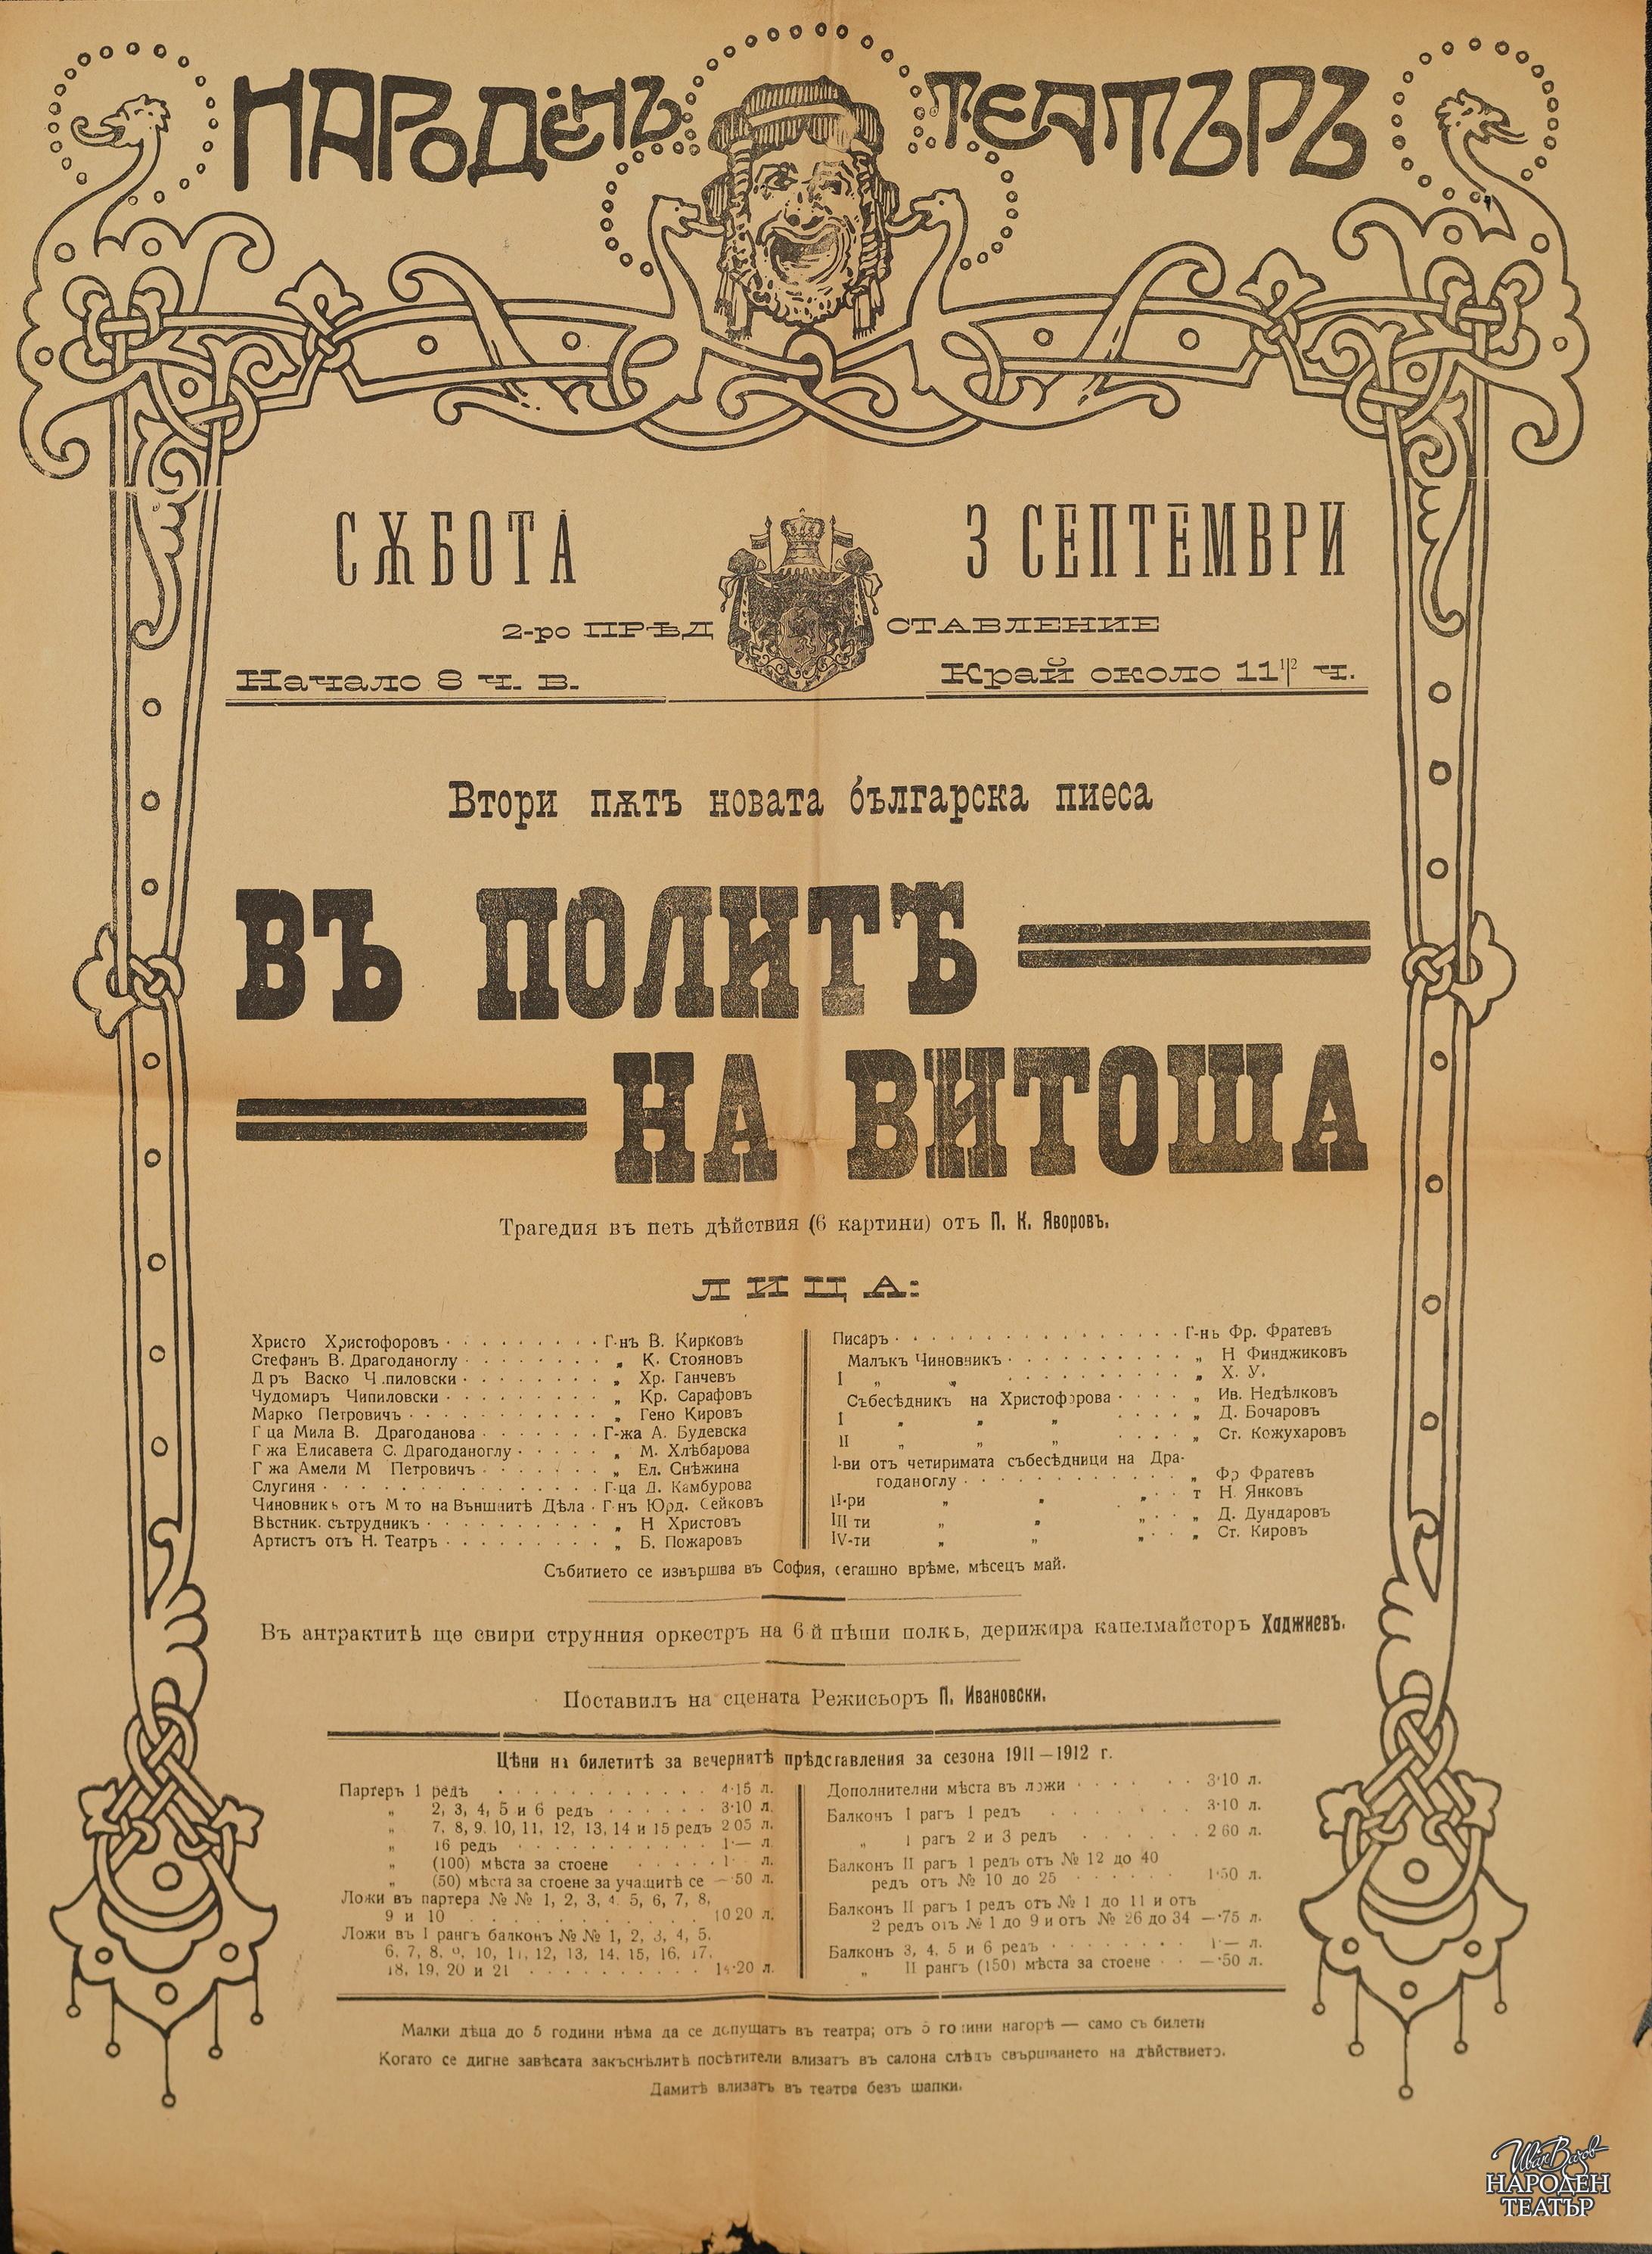 НАРОДЕНЪ ТЕАТЪРЪ
СѪБОТА 3 СЕПТЕМВРИ
2-ро ПРѢДСТАВЛЕНИЕ
Начало 8 ч. в. Край около 11 1/2 ч.
Втори пѫть новата българска пиеса
ВЪ ПОЛИТѢ
НА ВИТОША
Трагедия въ петь дѣйствия (6 картини) отъ П. К. Яворовъ.
ЛИЦА:
Христо Христофоровъ · · · · · · · · Г-нъ В. Кирковъ
Стефанъ В. Драгоданоглу · · · · · · · „ К. Стояновъ
Д-ръ Васко Чипиловски · · · · · · · „ Хр. Ганчевъ
Чудомиръ Чипиловски · · · · · · · · „ Кр. Сарафовъ
Марко Петровичъ · · · · · · · · · · „ Гено Кировъ
Г ца Мила В. Драгоданова · · · · · · · Г-жа А. Будевска
Г жа Елисавета С. Драгоданоглу · · · · · „ М. Хлѣбарова
Г жа Амели М Петровичъ · · · · · · · „ Ел. Снѣжина
Слугиня · · · · · · · · · · · · · · Г-ца Д. Камбурова
Чиновникъ отъ М то на Външнитѣ Дѣла · Г-нъ Юрд. Сейковъ
Вѣстник. сътрудникъ · · · · · · · · · „ Н Христовъ
Артистъ отъ Н. Театръ · · · · · · · · „ Б. Пожаровъ
Писаръ · · · · · · · · · · · · · · · Г-нъ Фр. Фратевъ
Малъкъ Чиновникъ · · · · · · · · · · „ Н Финджиковъ
I „ „ · · · · · · · · · · „ Х. У.
Събесѣдникъ на Христофорова · · · · „ Ив. Недѣлковъ
I „ „ „ · · · · „ Д. Бочаровъ
II „ „ „ · · · · „ Ст. Кожухаровъ
I-ви отъ четиримата събесѣдници на Дра-
годаноглу · · · · · · · · · · · · „ Фр Фратевъ
II-ри „ „ „ · · т Н. Янковъ
III-ти „ „ „ · · „ Д. Дундаровъ
IV-ти „ „ „ · · „ Ст. Кировъ
Събитието се извършва въ София, сегашно врѣме, мѣсецъ май.
Въ антрактитѣ ще свири струнния оркестръ на 6-й пѣши полкъ, дерижира капелмайсторъ Хаджиевъ.
Поставилъ на сцената Режисьоръ П. Ивановски.
Цѣни на билетитѣ за вечернитѣ прѣдставления за сезона 1911—1912 г.
Партеръ 1 редъ · · · · · · · · · · · 4·15 л.
„ 2, 3, 4, 5 и 6 редъ · · · · · · 3·10 л.
„ 7, 8, 9, 10, 11, 12, 13, 14 и 15 редъ 2 05 л.
„ 16 редъ · · · · · · · · · · 1·— л.
„ (100) мѣста за стоене · · · · · 1 л.
„ (50) мѣста за стоене за учащитѣ се —·50 л.
Ложи въ партера № № 1, 2, 3, 4, 5, 6, 7, 8,
9 и 10 · · · · · · · · · · · · 10 20 л.
Ложи въ I рангъ балконъ № № 1, 2, 3, 4, 5,
6, 7, 8, 9, 10, 11, 12, 13, 14, 15, 16, 17,
18, 19, 20 и 21 · · · · · · · · · ·20 л.
Дополнителни мѣста въ ложи · · · · · · 3·10 л.
Балконъ I рагъ 1 редъ · · · · · · · 3·10 л.
„ I рагъ 2 и 3 редъ · · · · · · 2 60 л.
Балконъ II рагъ 1 редъ отъ № 12 до 40
редъ отъ № 10 до 25 · · · · · · 1·50 л.
Балконъ II рагъ 1 редъ отъ № 1 до 11 и отъ
2 редъ отъ № 1 до 9 и отъ № 26 до 34 —·75 л.
Балконъ 3, 4, 5 и 6 редъ · · · · · · · · 1·— л.
„ II рангъ (150) мѣста за стоене · · —·50 л.
Малки дѣца до 5 години нѣма да се допущатъ въ театра; отъ 5 години нагорѣ — само съ билети
Когато се дигне завѣсата закъснѣлитѣ посѣтители влизатъ въ салона слѣдъ свършването на дѣйствието.
Дамитѣ влизатъ въ театра безъ шапки.
Иван Вазов
НАРОДЕН
ТЕАТЪР